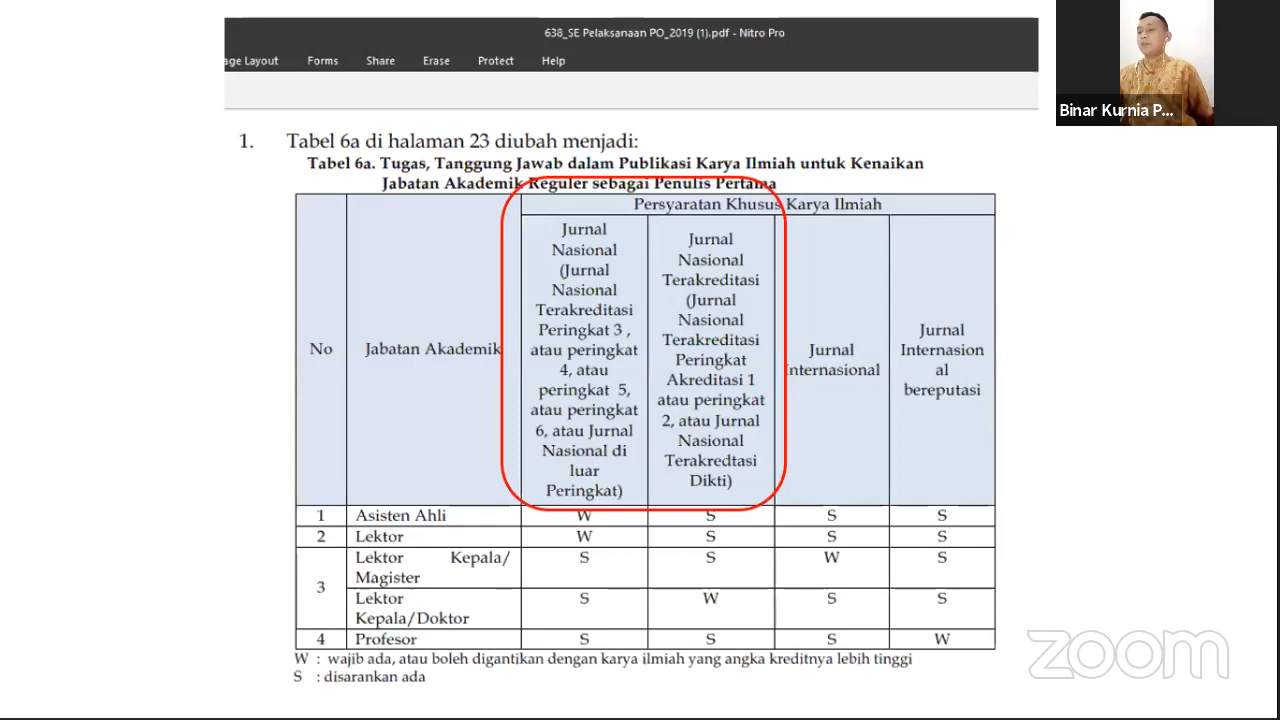 638_SE Pelaksanaan PO_2019 (1).pdf - Nitro Pro
age Layout Forms Share Erase Protect Help
Binar Kurnia P...
1. Tabel 6a di halaman 23 diubah menjadi:
Tabel 6a. Tugas, Tanggung Jawab dalam Publikasi Karya Ilmiah untuk Kenaikan
Jabatan Akademik Reguler sebagai Penulis Pertama
No
Jabatan Akademik
Persyaratan Khusus Karya Ilmiah
Jurnal
Nasional
(Jurnal
Nasional
Terakreditasi
Peringkat 3 ,
atau peringkat
4, atau
peringkat 5,
atau peringkat
6, atau Jurnal
Nasional di
luar
Peringkat)
Jurnal
Nasional
Terakreditasi
(Jurnal
Nasional
Terakreditasi
Peringkat
Akreditasi 1
atau peringkat
2, atau Jurnal
Nasional
Terakredtasi
Dikti)
Jurnal
Internasional
Jurnal
Internasion
al
bereputasi
1 Asisten Ahli W S S S
2 Lektor W S S S
3
Lektor Kepala/
Magister
S S W S
Lektor
Kepala/Doktor
S W S S
4 Profesor S S S W
W : wajib ada, atau boleh digantikan dengan karya ilmiah yang angka kreditnya lebih tinggi
S : disarankan ada
zoom